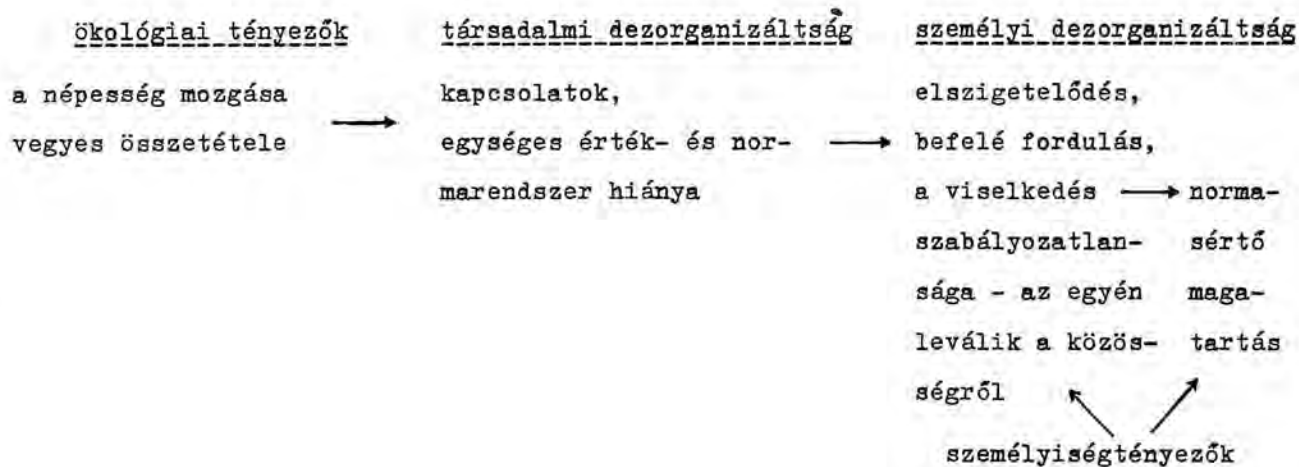 ökológiai tényezők társadalmi dezorganizáltság személyi dezorganizáltság
a népesség mozgása kapcsolatok, elszigetelődés,
vegyes összetétele egységes érték- és nor- befelé fordulás,
marendszer hiánya a viselkedés norma-
szabályozatlan- sértő
sága - az egyén maga-
leválik a közös- tartás
ségről
személyiségtényezők